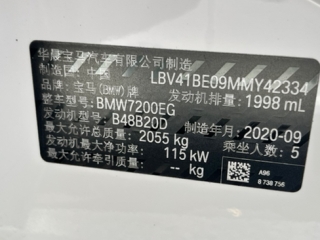 华晨宝马汽车有限公司制造
制造国：中国 LBV41BE09MMY42334
品牌：宝马(BMW)牌 发动机排量：1998 mL
整车型号：BMW7200EG
发动机型号：B48B20D 制造年月：2020-09
最大允许总质量：2055 kg 乘坐人数：5
发动机最大净功率：115 kW
最大允许牵引质量：-- kg
A96
8 738 756